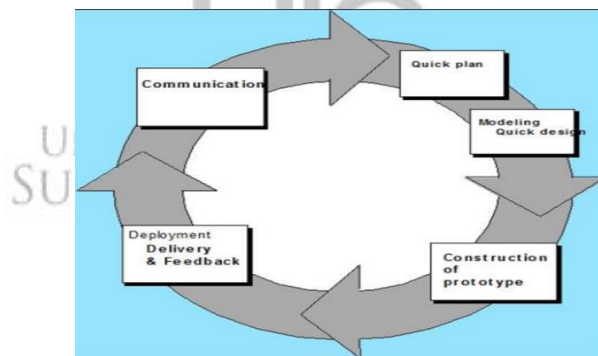 Communication
Quick plan
Modeling
Quick design
Construction
of
prototype
Deployment
Delivery
& Feedback